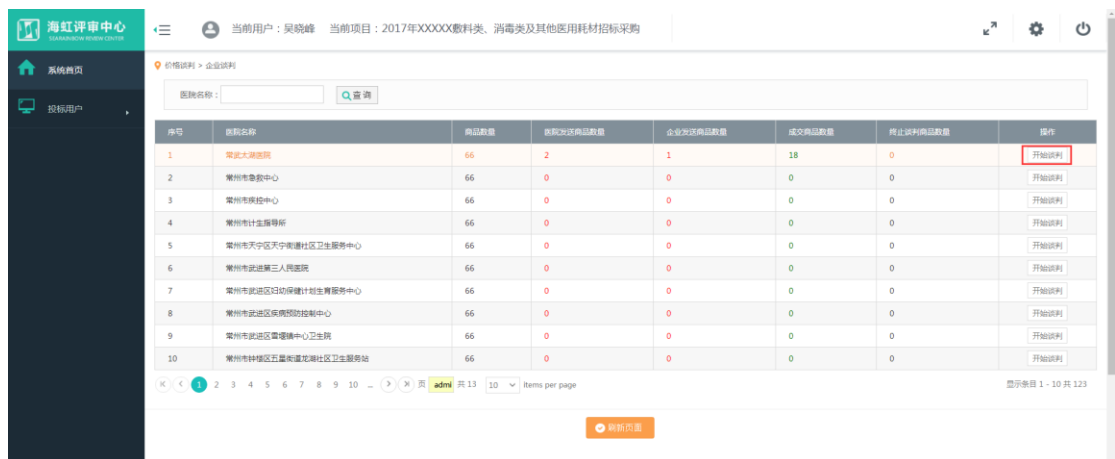 海虹评审中心
SEARAINBOW REVIEW CENTER
当前用户：吴晓峰 当前项目：2017年XXXXX敷料类、消毒类及其他医用耗材招标采购
系统首页
投标用户
价格谈判 > 企业谈判
医院名称： 查询
序号 医院名称 商品数量 医院发送商品数量 企业发送商品数量 成交商品数量 终止谈判商品数量 操作
1 常武太湖医院 66 2 1 18 0 开始谈判
2 常州市急救中心 66 0 0 0 0 开始谈判
3 常州市疾控中心 66 0 0 0 0 开始谈判
4 常州市计生指导所 66 0 0 0 0 开始谈判
5 常州市天宁区天宁街道社区卫生服务中心 66 0 0 0 0 开始谈判
6 常州市武进第三人民医院 66 0 0 0 0 开始谈判
7 常州市武进区妇幼保健计划生育服务中心 66 0 0 0 0 开始谈判
8 常州市武进区疾病预防控制中心 66 0 0 0 0 开始谈判
9 常州市武进区雪堰镇中心卫生院 66 0 0 0 0 开始谈判
10 常州市钟楼区五星街道龙湖社区卫生服务站 66 0 0 0 0 开始谈判
1 2 3 4 5 6 7 8 9 10 ... 页 admi 共 13 10 items per page 显示条目 1 - 10 共 123
刷新页面